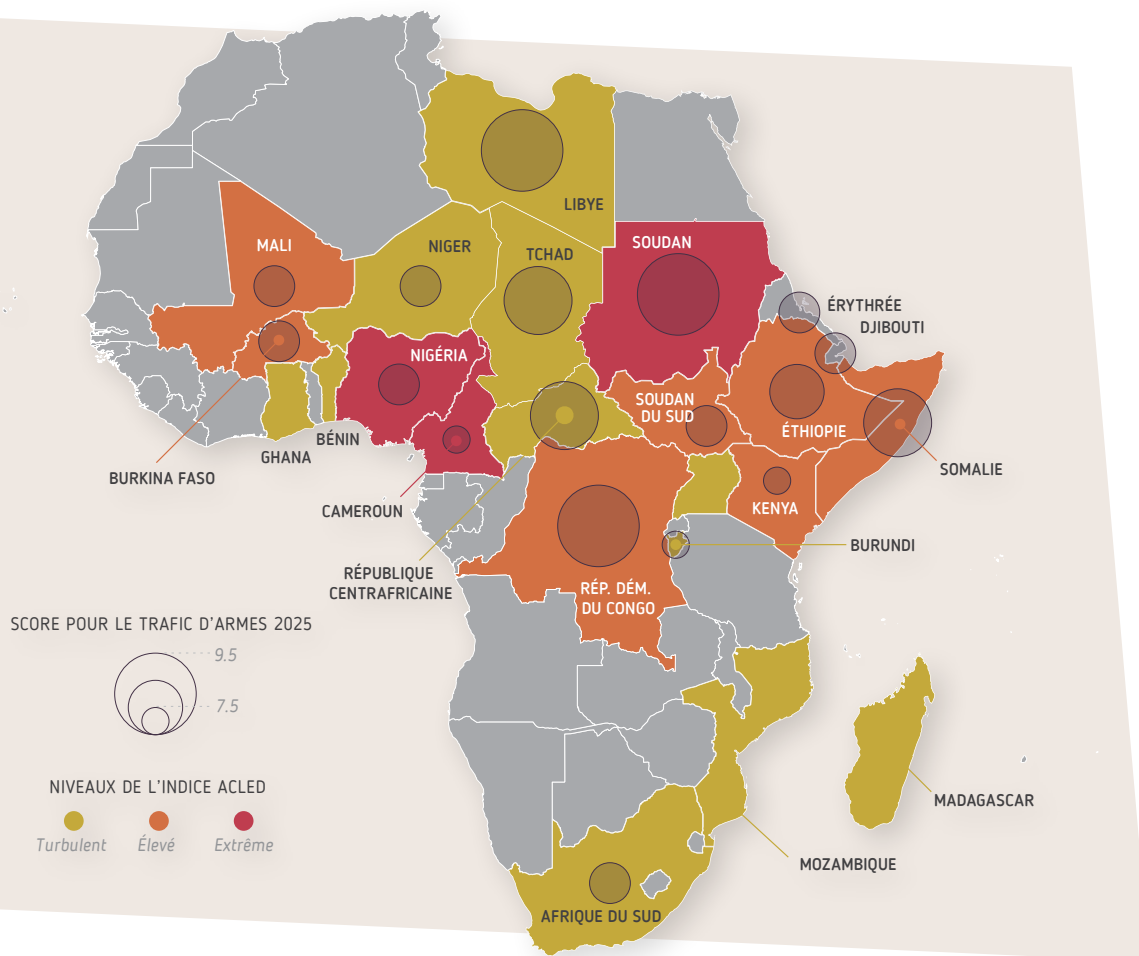 LIBYE
MALI
NIGER
TCHAD
SOUDAN
ÉRYTHRÉE
DJIBOUTI
NIGÉRIA
SOUDAN
DU SUD
ÉTHIOPIE
BÉNIN
GHANA
BURKINA FASO
SOMALIE
CAMEROUN
KENYA
BURUNDI
RÉPUBLIQUE
CENTRAFRICAINE
RÉP. DÉM.
DU CONGO
SCORE POUR LE TRAFIC D'ARMES 2025
9.5
7.5
NIVEAUX DE L'INDICE ACLED
Turbulent
Élevé
Extrême
MADAGASCAR
MOZAMBIQUE
AFRIQUE DU SUD